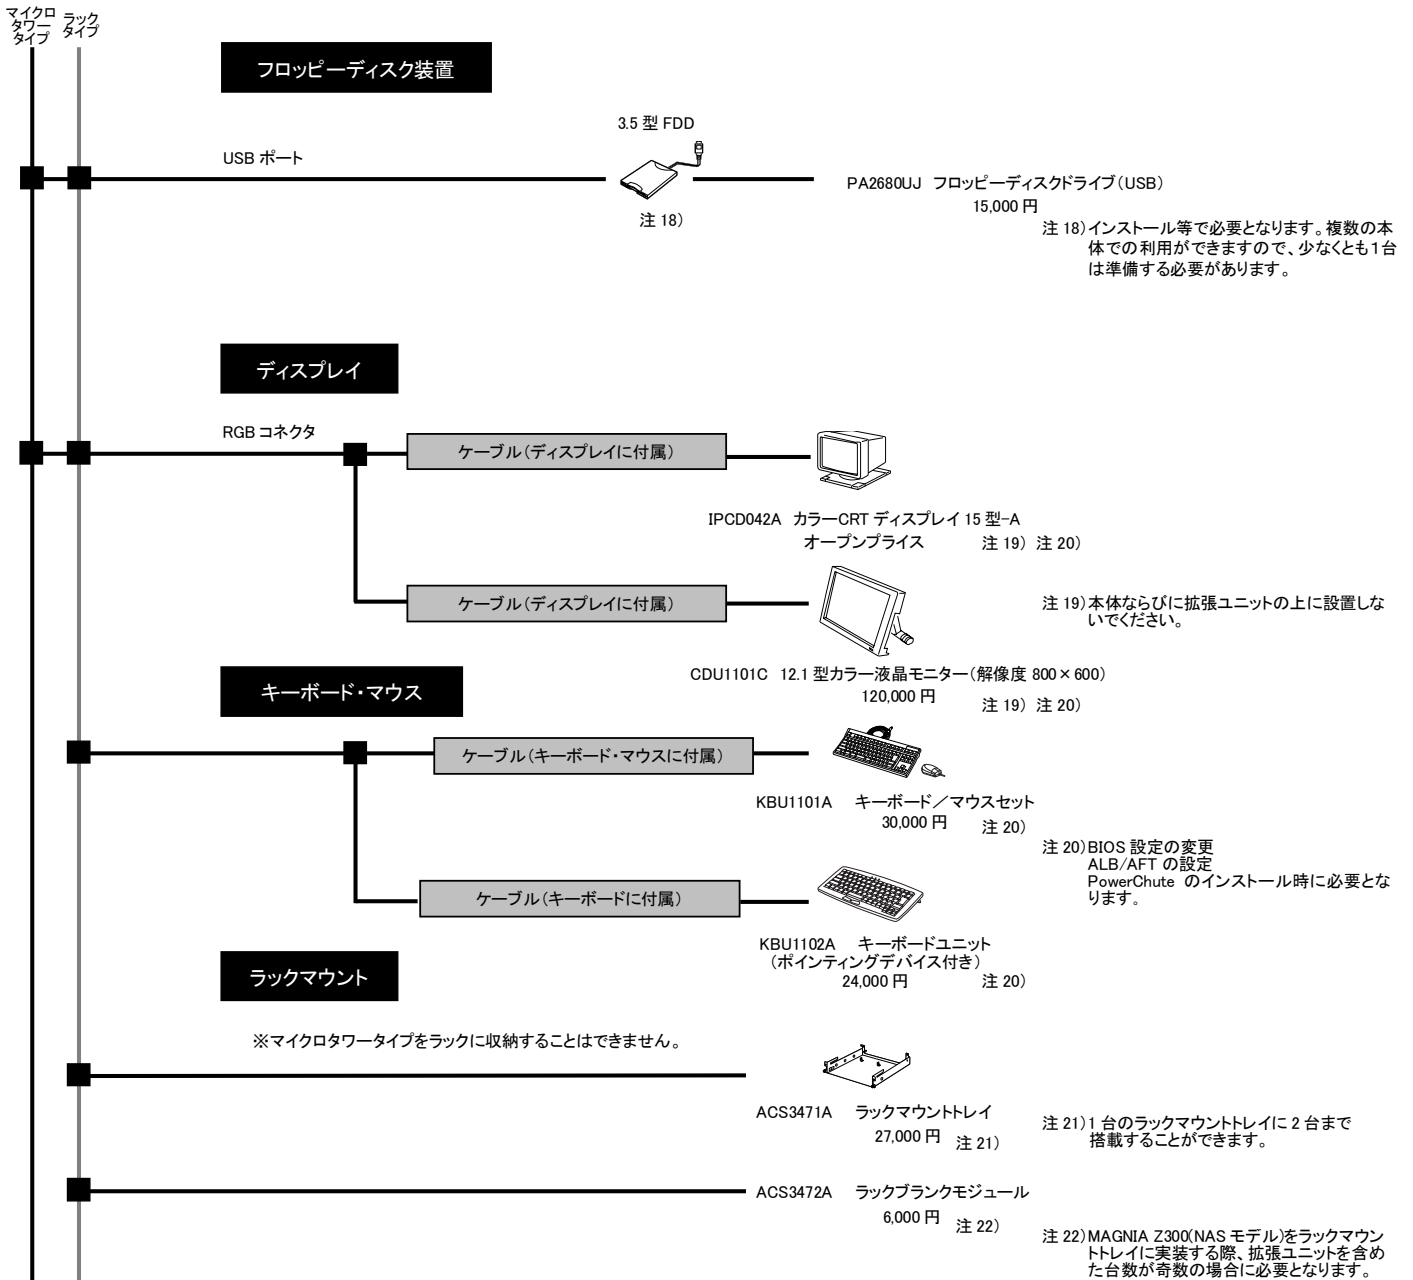 マイクロ
タワー
タイプ
ラック
タイプ
フロッピーディスク装置
3.5 型 FDD
USB ポート
注 18)
PA2680UJ フロッピーディスクドライブ(USB)
15,000 円
注 18)インストール等で必要となります。複数の本
体での利用ができますので、少なくとも1台
は準備する必要があります。
ディスプレイ
RGB コネクタ
ケーブル(ディスプレイに付属)
IPCD042A カラーCRT ディスプレイ 15 型-A
オープンプライス 注 19) 注 20)
ケーブル(ディスプレイに付属)
注 19)本体ならびに拡張ユニットの上に設置しな
いでください。
CDU1101C 12.1 型カラー液晶モニター(解像度 800×600)
120,000 円 注 19) 注 20)
キーボード・マウス
ケーブル(キーボード・マウスに付属)
KBU1101A キーボード/マウスセット
30,000 円 注 20)
注 20)BIOS 設定の変更
ALB/AFT の設定
PowerChute のインストール時に必要とな
ります。
ケーブル(キーボードに付属)
KBU1102A キーボードユニット
(ポインティングデバイス付き)
24,000 円 注 20)
ラックマウント
※マイクロタワータイプをラックに収納することはできません。
ACS3471A ラックマウントトレイ
27,000 円 注 21)
注 21)1 台のラックマウントトレイに 2 台まで
搭載することができます。
ACS3472A ラックブランクモジュール
6,000 円 注 22)
注 22)MAGNIA Z300(NAS モデル)をラックマウン
トトレイに実装する際、拡張ユニットを含め
た台数が奇数の場合に必要となります。